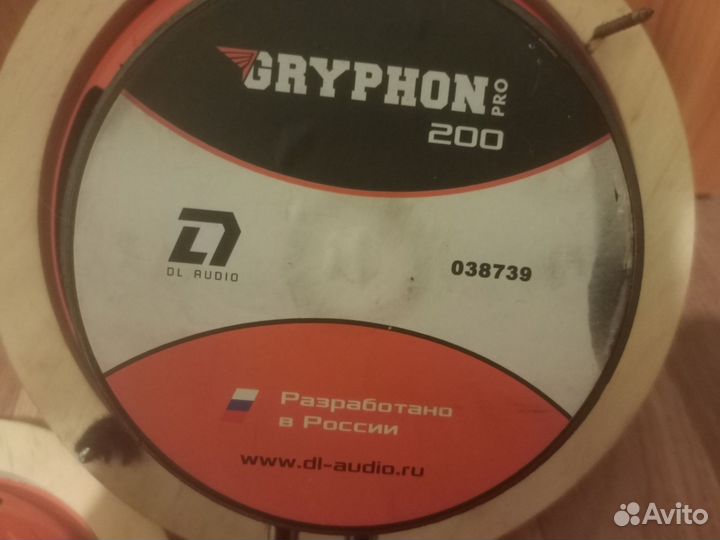 GRYPHON PRO
200
DL AUDIO
038739
Разработано
в России
www.dl-audio.ru
Avito